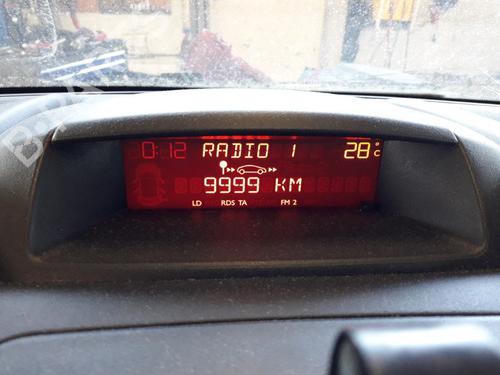 0:12 RADIO 1 28°C
9999 KM
LD RDS TA FM 2